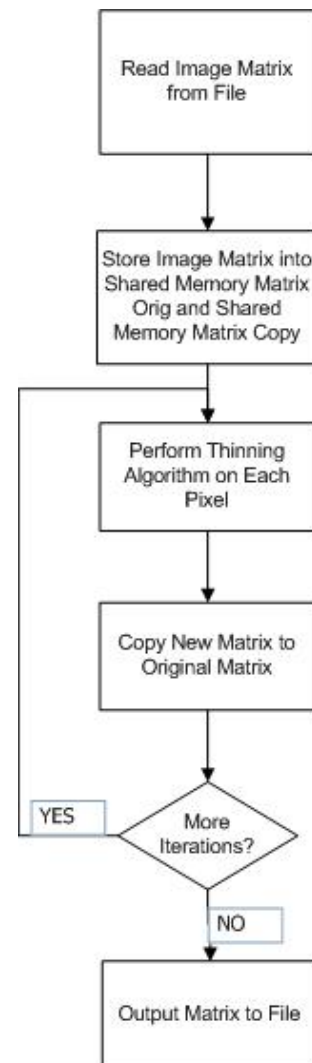 Read Image Matrix
from File
Store Image Matrix into
Shared Memory Matrix
Orig and Shared
Memory Matrix Copy
Perform Thinning
Algorithm on Each
Pixel
Copy New Matrix to
Original Matrix
More
Iterations?
YES
NO
Output Matrix to File